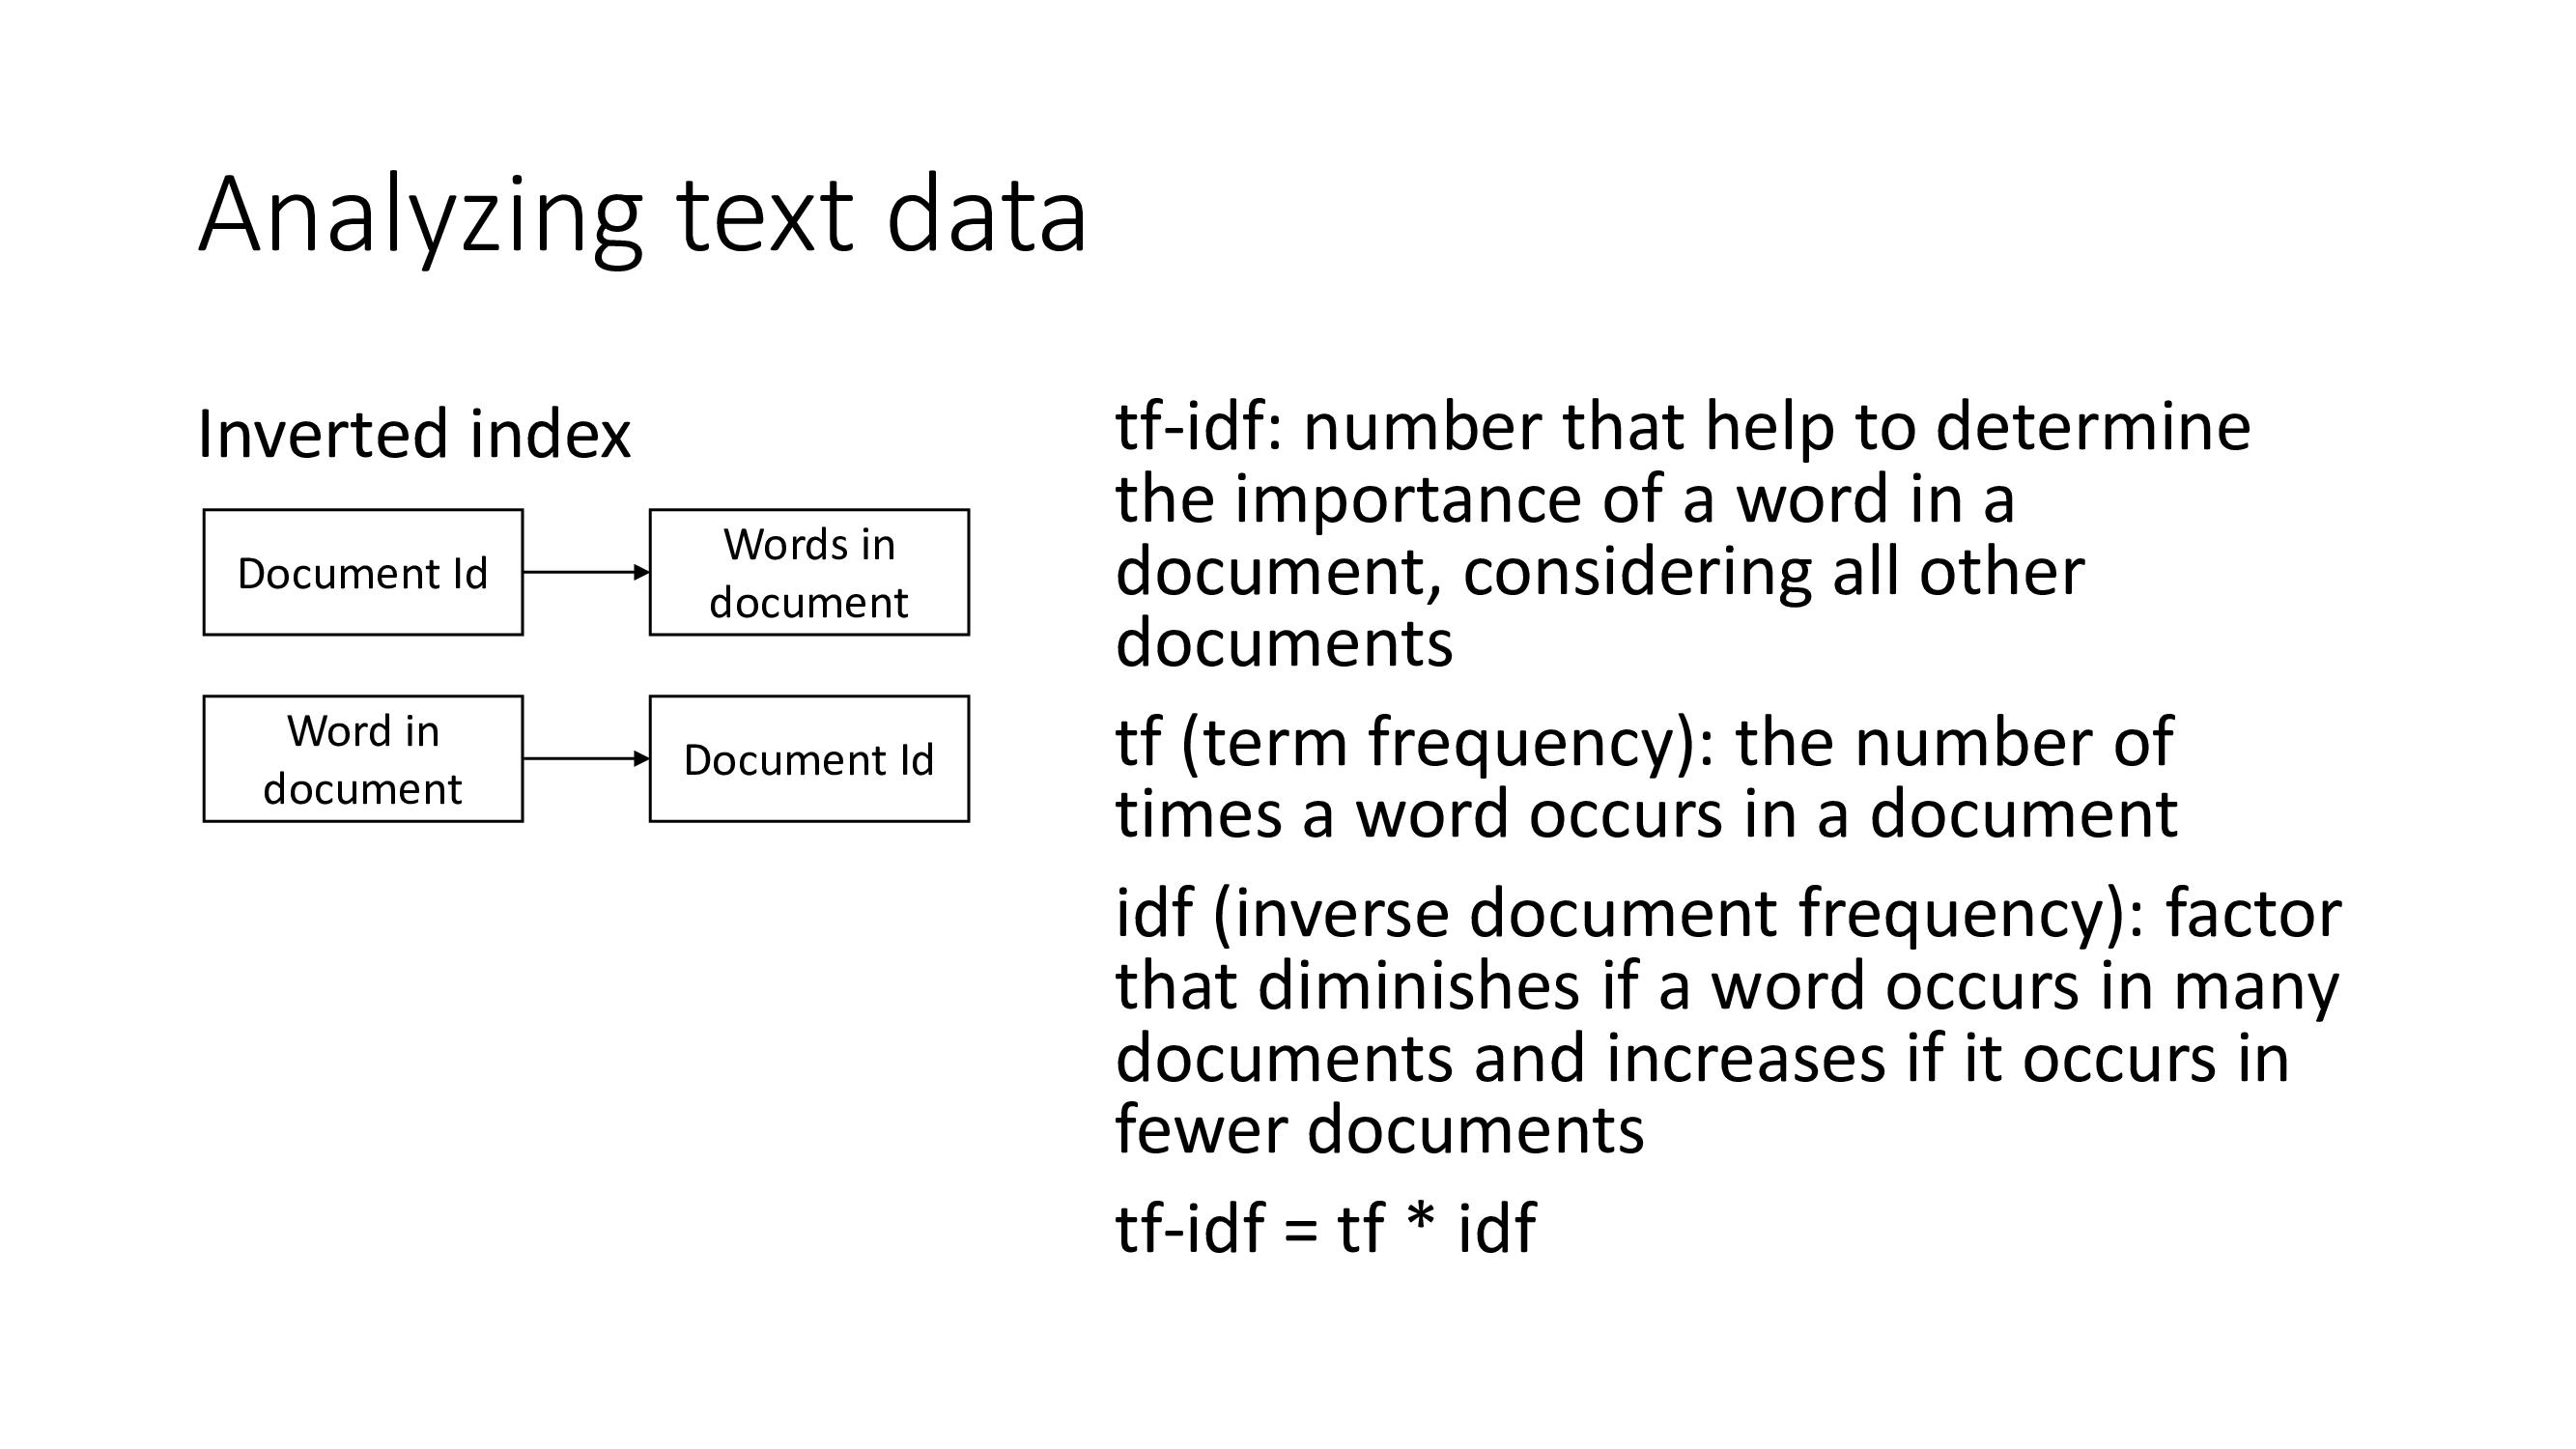 Analyzing text data
Inverted index
Document Id
Words in
document
Word in
document
Document Id
tf-idf: number that help to determine
the importance of a word in a
document, considering all other
documents
tf (term frequency): the number of
times a word occurs in a document
idf (inverse document frequency): factor
that diminishes if a word occurs in many
documents and increases if it occurs in
fewer documents
tf-idf = tf * idf